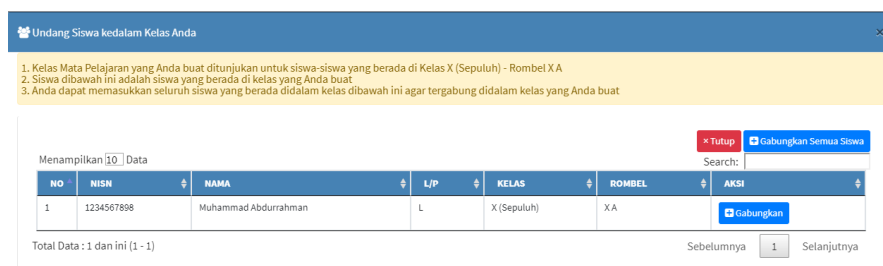 Undang Siswa kedalam Kelas Anda ×
1. Kelas Mata Pelajaran yang Anda buat ditunjukan untuk siswa-siswa yang berada di Kelas X (Sepuluh) - Rombel X A
2. Siswa dibawah ini adalah siswa yang berada di kelas yang Anda buat
3. Anda dapat memasukkan seluruh siswa yang berada didalam kelas dibawah ini agar tergabung didalam kelas yang Anda buat
× Tutup Gabungkan Semua Siswa
Menampilkan 10 Data Search:
NO NISN NAMA L/P KELAS ROMBEL AKSI
1 1234567898 Muhammad Abdurrahman L X (Sepuluh) X A Gabungkan
Total Data : 1 dan ini (1 - 1) Sebelumnya 1 Selanjutnya